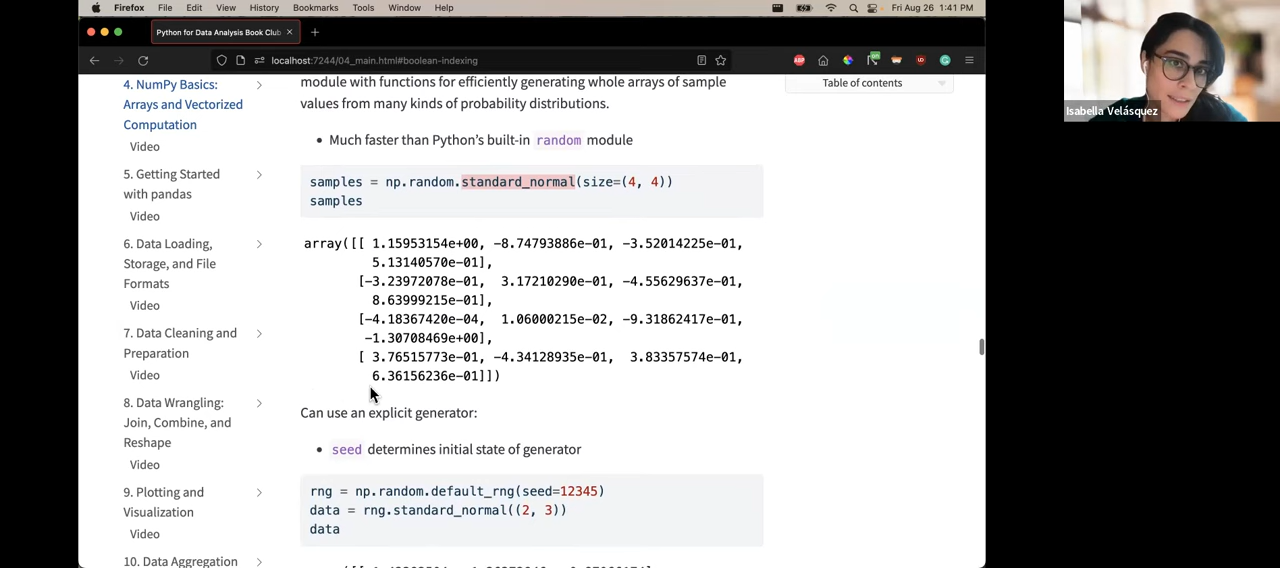 Firefox File Edit View History Bookmarks Tools Window Help Fri Aug 26 1:41 PM
Python for Data Analysis Book Club
localhost:7244/04_main.html#boolean-indexing
4. NumPy Basics:
Arrays and Vectorized
Computation
Video
5. Getting Started
with pandas
Video
6. Data Loading,
Storage, and File
Formats
Video
7. Data Cleaning and
Preparation
Video
8. Data Wrangling:
Join, Combine, and
Reshape
Video
9. Plotting and
Visualization
Video
10. Data Aggregation
module with functions for efficiently generating whole arrays of sample
values from many kinds of probability distributions.
• Much faster than Python's built-in random module
samples = np.random.standard_normal(size=(4, 4))
samples
array([[ 1.15953154e+00, -8.74793886e-01, -3.52014225e-01,
5.13140570e-01],
[-3.23972078e-01, 3.17210290e-01, -4.55629637e-01,
8.63999215e-01],
[-4.18367420e-04, 1.06000215e-02, -9.31862417e-01,
-1.30708469e+00],
[ 3.76515773e-01, -4.34128935e-01, 3.83357574e-01,
6.36156236e-01]])
Can use an explicit generator:
• seed determines initial state of generator
rng = np.random.default_rng(seed=12345)
data = rng.standard_normal((2, 3))
data
Table of contents
Isabella Velásquez